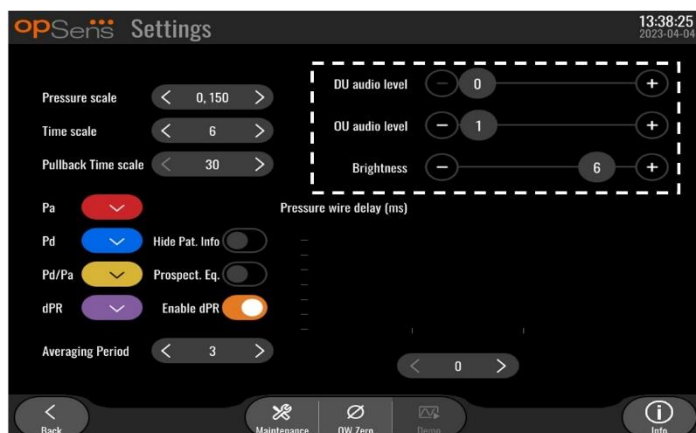 opSens Settings
13:38:25
2023-04-04
Pressure scale 0, 150
Time scale 6
Pullback Time scale 30
DU audio level − 0 +
OU audio level − 1 +
Brightness − 6 +
Pa
Pd
Pd/Pa
dPR
Hide Pat. Info
Prospect. Eq.
Enable dPR
Averaging Period 3
Pressure wire delay (ms)
0
Back
Maintenance
OW Zero
Demo
Info